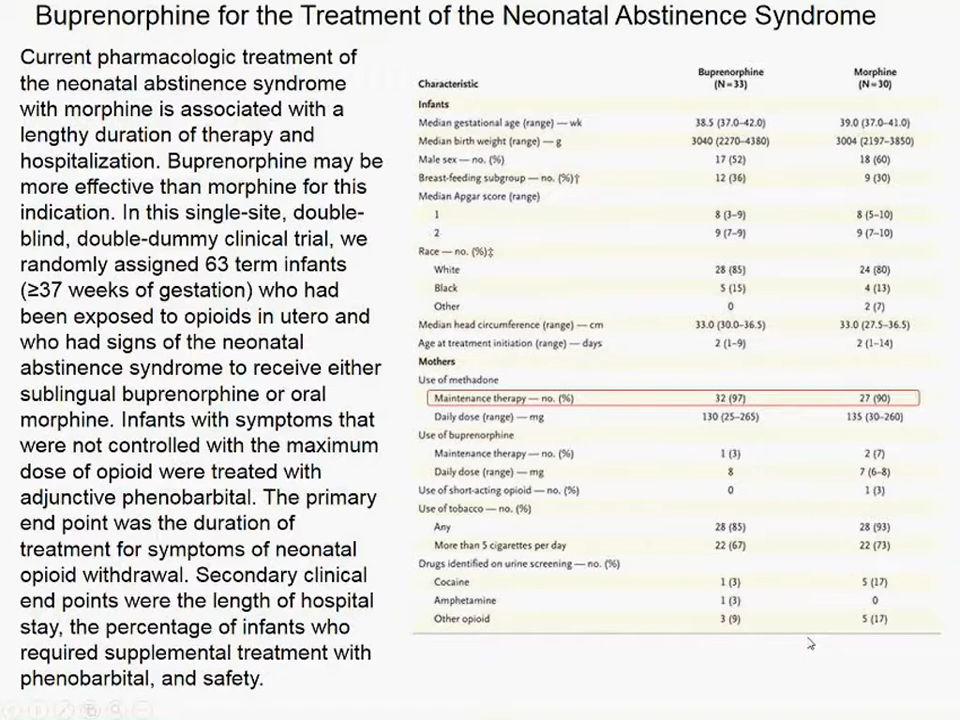 Buprenorphine for the Treatment of the Neonatal Abstinence Syndrome
Current pharmacologic treatment of
the neonatal abstinence syndrome
with morphine is associated with a
lengthy duration of therapy and
hospitalization. Buprenorphine may be
more effective than morphine for this
indication. In this single-site, double-
blind, double-dummy clinical trial, we
randomly assigned 63 term infants
(≥37 weeks of gestation) who had
been exposed to opioids in utero and
who had signs of the neonatal
abstinence syndrome to receive either
sublingual buprenorphine or oral
morphine. Infants with symptoms that
were not controlled with the maximum
dose of opioid were treated with
adjunctive phenobarbital. The primary
end point was the duration of
treatment for symptoms of neonatal
opioid withdrawal. Secondary clinical
end points were the length of hospital
stay, the percentage of infants who
required supplemental treatment with
phenobarbital, and safety.
Characteristic Buprenorphine (N=33) Morphine (N=30)
Infants
Median gestational age (range) — wk 38.5 (37.0–42.0) 39.0 (37.0–41.0)
Median birth weight (range) — g 3040 (2270–4380) 3004 (2197–3850)
Male sex — no. (%) 17 (52) 18 (60)
Breast-feeding subgroup — no. (%)† 12 (36) 9 (30)
Median Apgar score (range)
1 8 (3–9) 8 (5–10)
2 9 (7–9) 9 (7–10)
Race — no. (%)‡
White 28 (85) 24 (80)
Black 5 (15) 4 (13)
Other 0 2 (7)
Median head circumference (range) — cm 33.0 (30.0–36.5) 33.0 (27.5–36.5)
Age at treatment initiation (range) — days 2 (1–9) 2 (1–14)
Mothers
Use of methadone
Maintenance therapy — no. (%) 32 (97) 27 (90)
Daily dose (range) — mg 130 (25–265) 135 (30–260)
Use of buprenorphine
Maintenance therapy — no. (%) 1 (3) 2 (7)
Daily dose (range) — mg 8 7 (6–8)
Use of short-acting opioid — no. (%) 0 1 (3)
Use of tobacco — no. (%)
Any 28 (85) 28 (93)
More than 5 cigarettes per day 22 (67) 22 (73)
Drugs identified on urine screening — no. (%)
Cocaine 1 (3) 5 (17)
Amphetamine 1 (3) 0
Other opioid 3 (9) 5 (17)